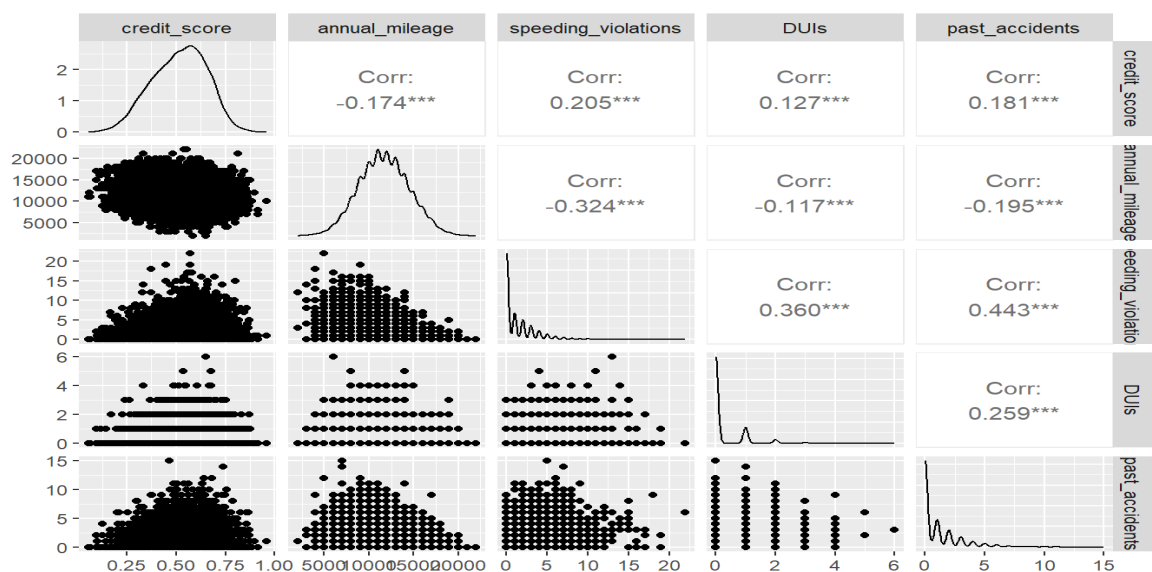 credit_score annual_mileage speeding_violations DUIs past_accidents
Corr: Corr: Corr: Corr:
-0.174*** 0.205*** 0.127*** 0.181***
credit_score
2
1
0
Corr: Corr: Corr:
-0.324*** -0.117*** -0.195***
annual_mileage
20000
15000
10000
5000
Corr: Corr:
0.360*** 0.443***
eeding_violatio
20
15
10
5
0
Corr:
0.259***
DUIs
6
4
2
0
past_accidents
15
10
5
0
0.25 0.50 0.75 1.00 5000 10000 15000 20000 0 5 10 15 20 0 2 4 6 0 5 10 15